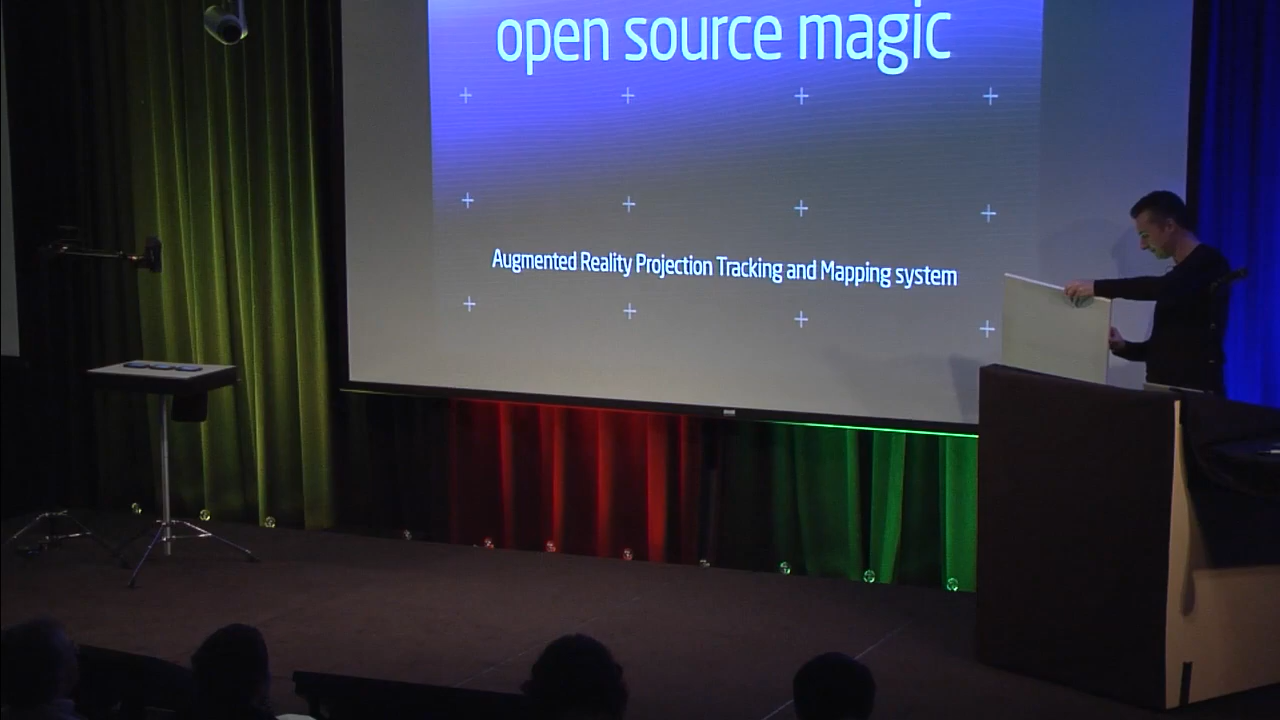 open source magic
Augmented Reality Projection Tracking and Mapping system